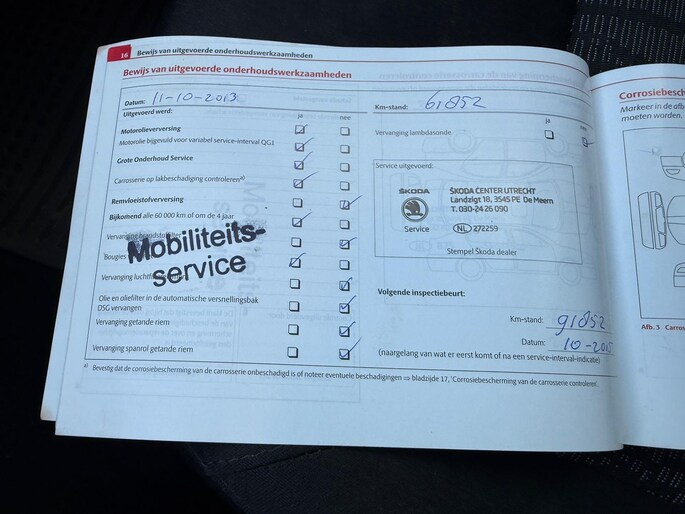 16 Bewijs van uitgevoerde onderhoudswerkzaamheden
Bewijs van uitgevoerde onderhoudswerkzaamheden
Datum: 11-10-2013
Uitgevoerd werd:
ja nee
Motorolieverversing
Motorolie bijgevuld voor variabel service-interval QG1
Grote Onderhoud Service
Carrosserie op lakbeschadiging controleren a)
Remvloeistofverversing
Bijkomend alle 60 000 km of om de 4 jaar
Vervanging brandstoffilter
Bougies
Mobiliteits-
service
Vervanging luchtfilter
Olie en oliefilter in de automatische versnellingsbak
DSG vervangen
Vervanging getande riem
Vervanging spanrol getande riem
a) Bevestig dat de corrosiebescherming van de carrosserie onbeschadigd is of noteer eventuele beschadigingen ⇒ bladzijde 17, 'Corrosiebescherming van de carrosserie controleren'.
Km-stand: 61852
ja nee
Vervanging lambdasonde
Service uitgevoerd:
ŠKODA
Service
ŠKODA CENTER UTRECHT
Landzigt 18, 3545 PE De Meern
T. 030-24 26 090
NL 272259
Stempel Škoda dealer
Volgende inspectiebeurt:
Km-stand: 91852
Datum: 10-2015
(naargelang van wat er eerst komt of na een service-interval-indicatie)
Corrosiebesch
Markeer in de afb
moeten worden.
Afb. 3 Carros